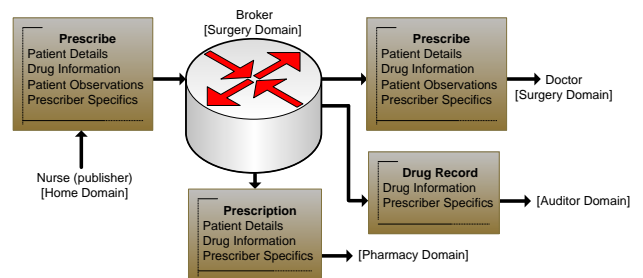 Broker
[Surgery Domain]
Prescribe
Patient Details
Drug Information
Patient Observations
Prescriber Specifics
Nurse (publisher)
[Home Domain]
Prescribe
Patient Details
Drug Information
Patient Observations
Prescriber Specifics
Doctor
[Surgery Domain]
Drug Record
Drug Information
Prescriber Specifics
[Auditor Domain]
Prescription
Patient Details
Drug Information
Prescriber Specifics
[Pharmacy Domain]